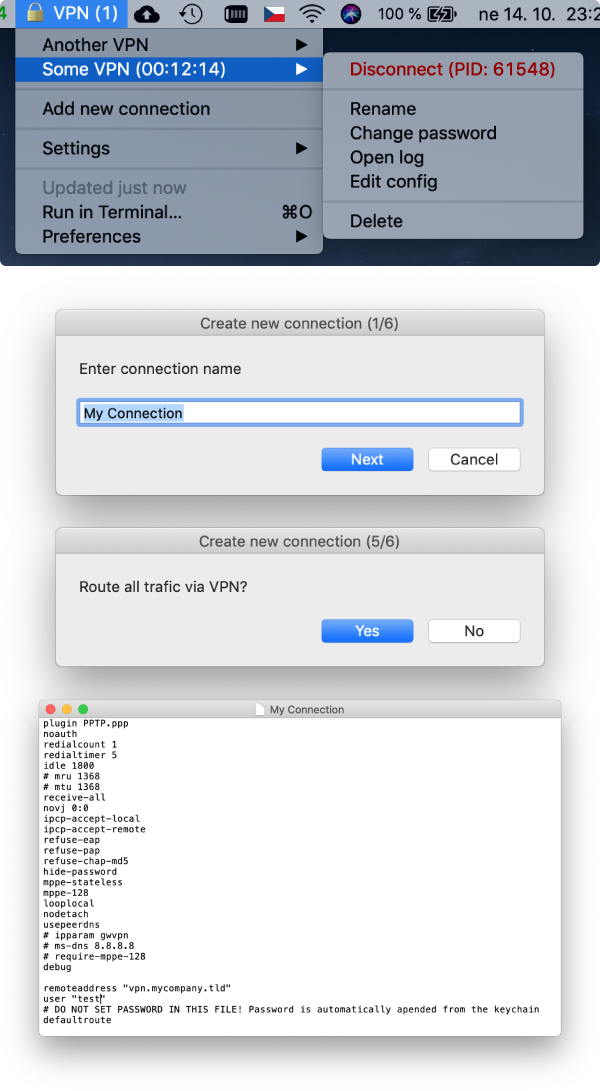 4 VPN (1) 100 % ne 14. 10. 23:2
Another VPN
Some VPN (00:12:14)
Add new connection
Settings
Updated just now
Run in Terminal... ⌘O
Preferences
Disconnect (PID: 61548)
Rename
Change password
Open log
Edit config
Delete
Create new connection (1/6)
Enter connection name
My Connection
Next Cancel
Create new connection (5/6)
Route all trafic via VPN?
Yes No
My Connection
plugin PPTP.ppp
noauth
redialcount 1
redialtimer 5
idle 1800
# mru 1368
# mtu 1368
receive-all
novj 0:0
ipcp-accept-local
ipcp-accept-remote
refuse-eap
refuse-pap
refuse-chap-md5
hide-password
mppe-stateless
mppe-128
looplocal
nodetach
usepeerdns
# ipparam gwvpn
# ms-dns 8.8.8.8
# require-mppe-128
debug
remoteaddress "vpn.mycompany.tld"
user "test"
# DO NOT SET PASSWORD IN THIS FILE! Password is automatically apended from the keychain
defaultroute